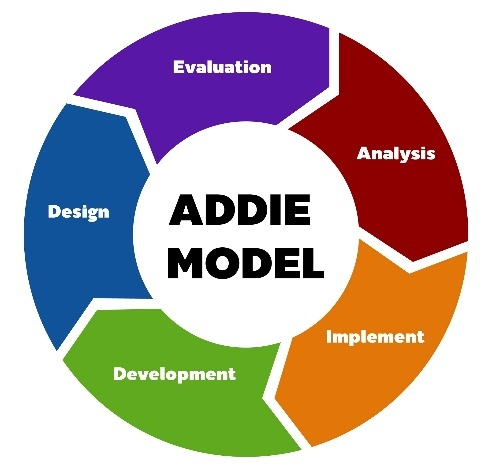 Evaluation
Analysis
Design
ADDIE
MODEL
Implement
Development